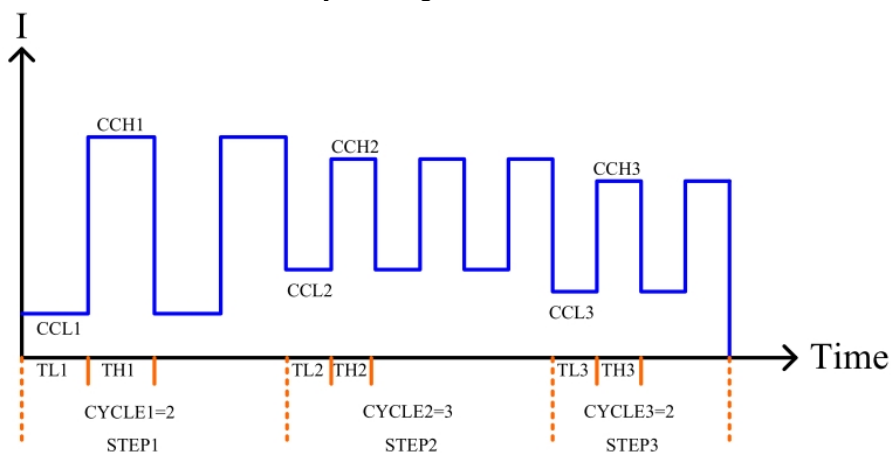 I
CCH1
CCH2
CCH3
CCL2
CCL3
CCL1
Time
TL1 TH1 TL2 TH2 TL3 TH3
CYCLE1=2 CYCLE2=3 CYCLE3=2
STEP1 STEP2 STEP3